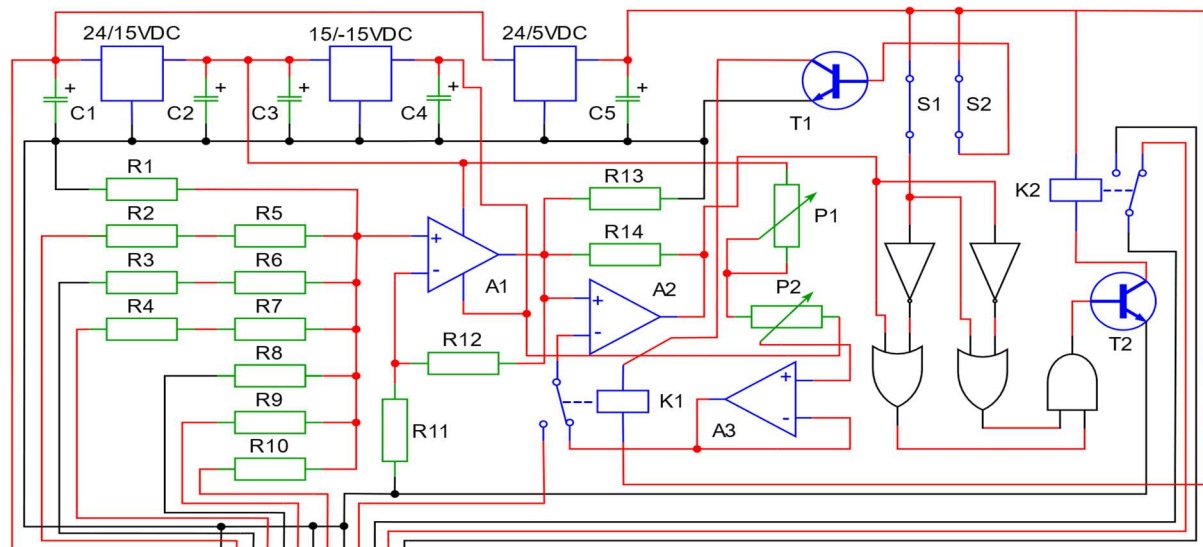 24/15VDC
15/-15VDC
24/5VDC
+
+
+
+
+
C1
C2
C3
C4
C5
T1
S1
S2
R1
R13
K2
P1
R2
R5
+
R14
-
A1
R3
R6
P2
A2
+
-
R4
R7
T2
R12
R8
+
K1
R9
A3
-
R11
R10